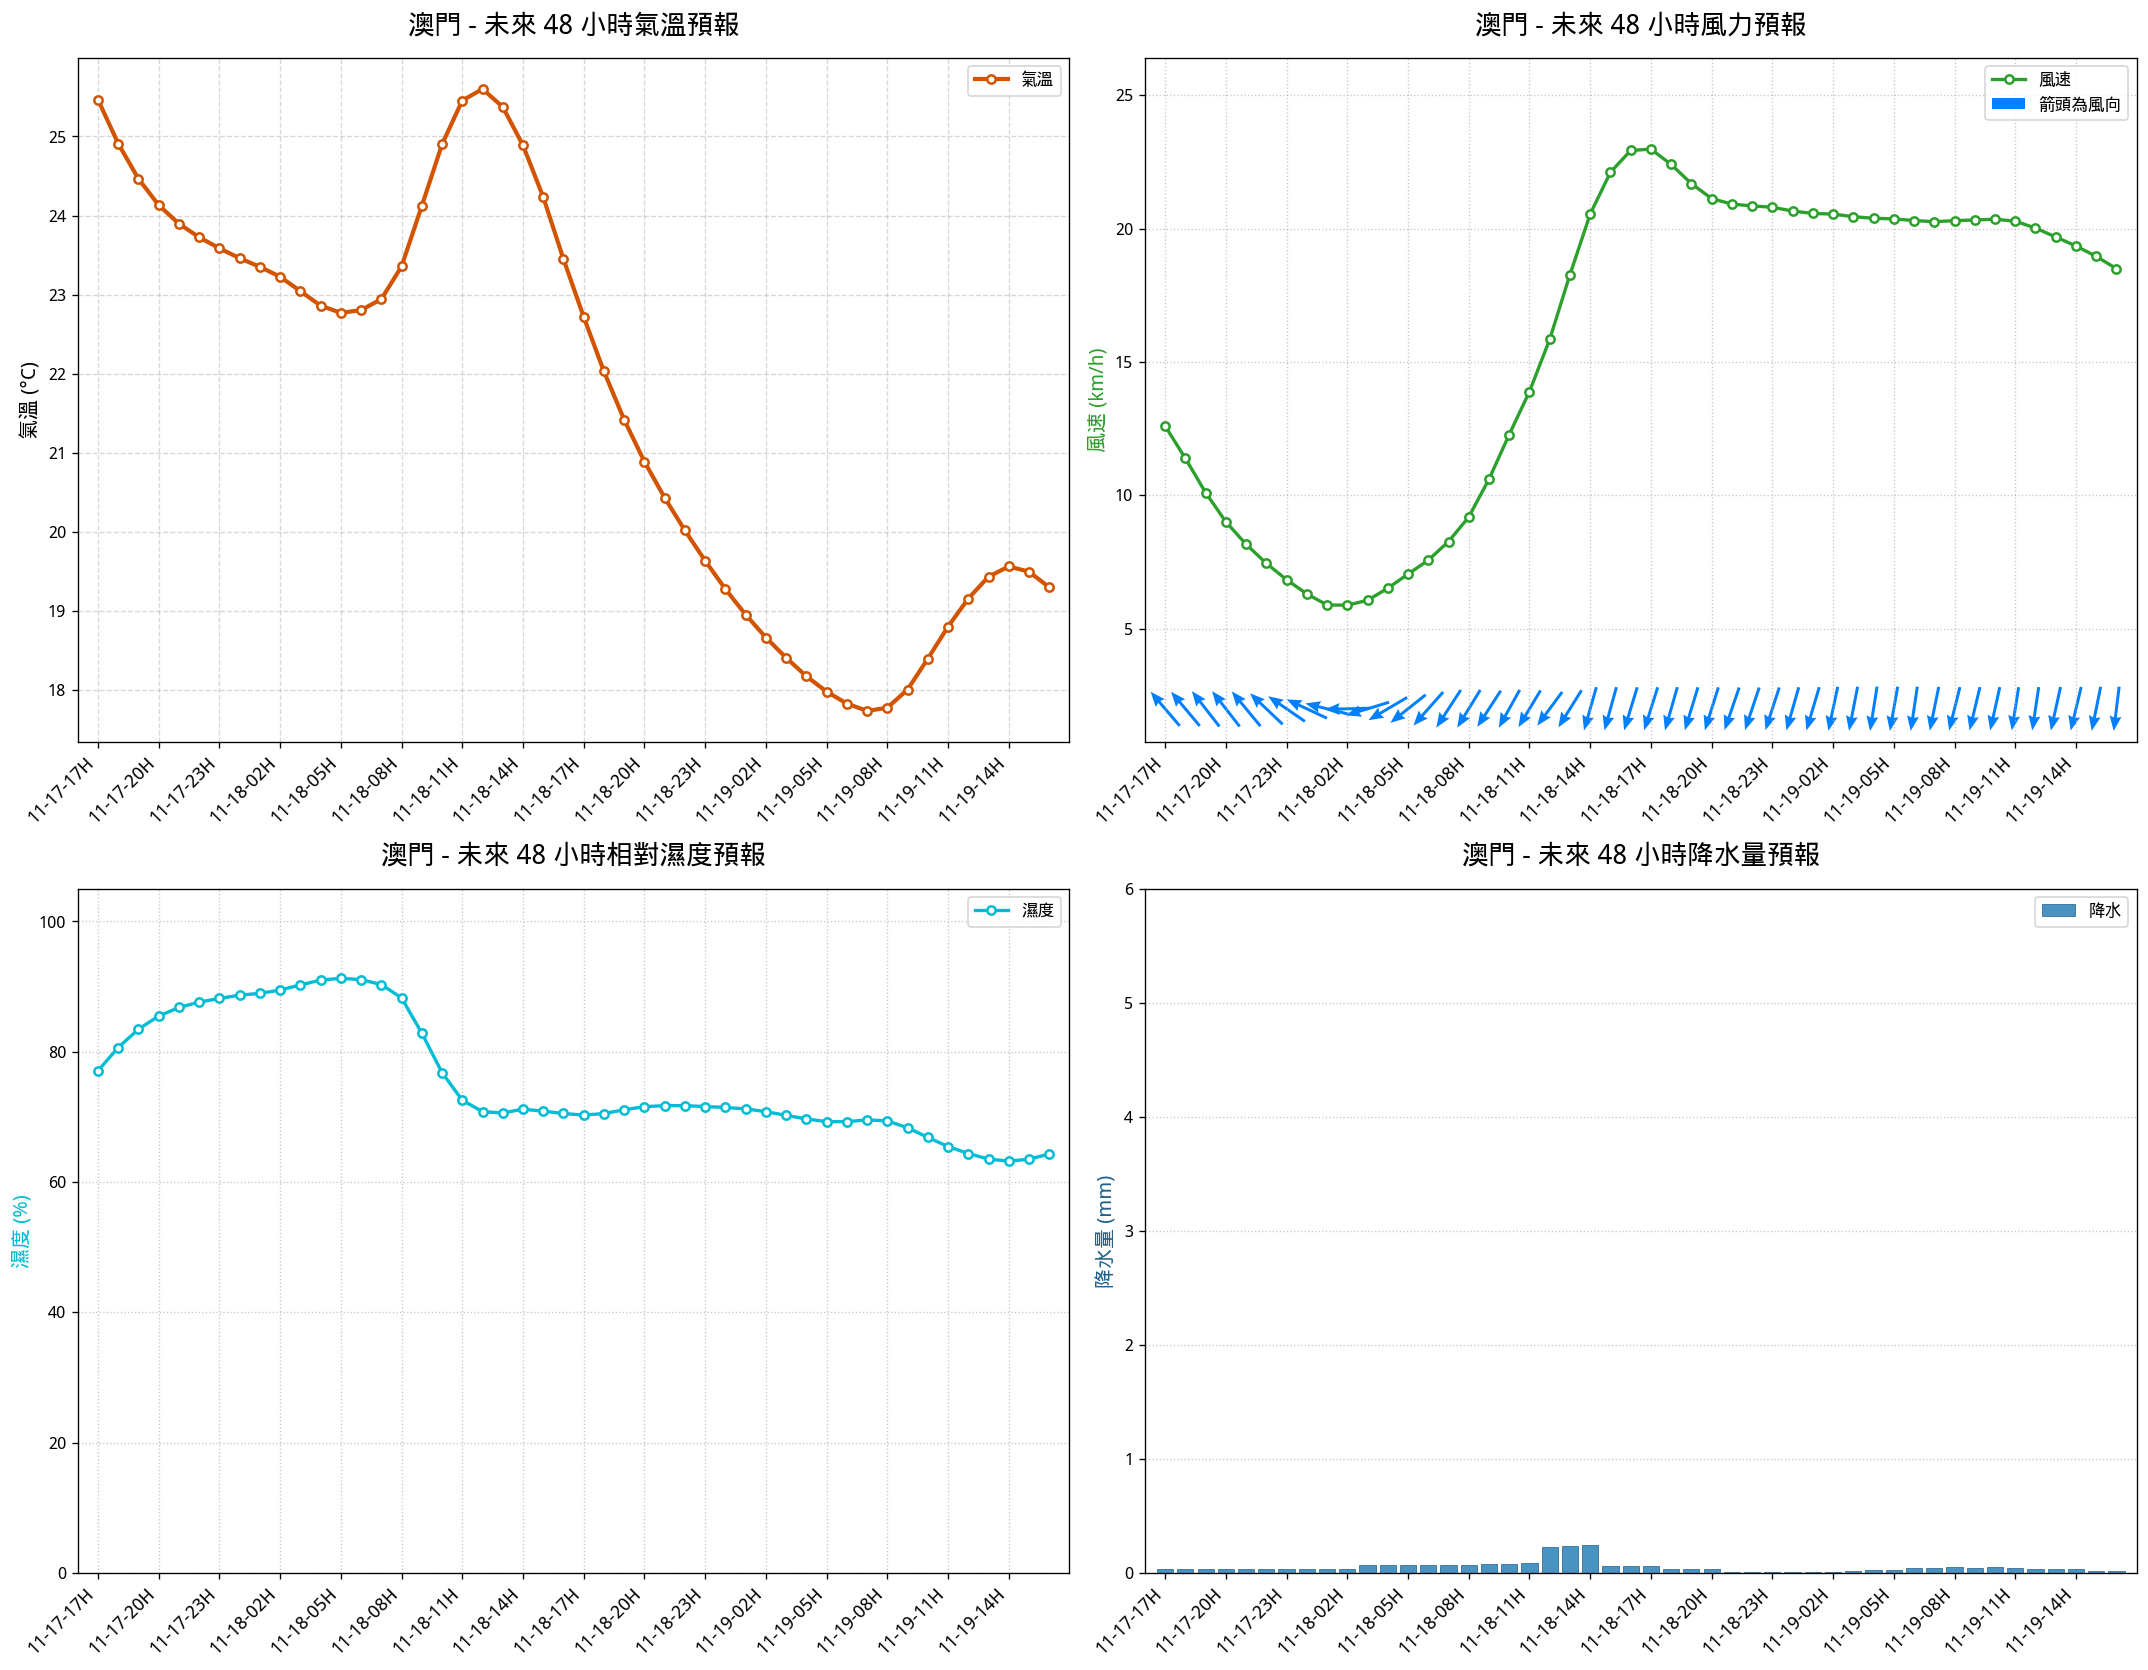 澳門 - 未來 48 小時氣溫預報
氣溫
25
24
23
22
21
20
19
18
氣溫 (°C)
11-17-17H
11-17-20H
11-17-23H
11-18-02H
11-18-05H
11-18-08H
11-18-11H
11-18-14H
11-18-17H
11-18-20H
11-18-23H
11-19-02H
11-19-05H
11-19-08H
11-19-11H
11-19-14H
澳門 - 未來 48 小時風力預報
風速
箭頭為風向
25
20
15
10
5
風速 (km/h)
11-17-17H
11-17-20H
11-17-23H
11-18-02H
11-18-05H
11-18-08H
11-18-11H
11-18-14H
11-18-17H
11-18-20H
11-18-23H
11-19-02H
11-19-05H
11-19-08H
11-19-11H
11-19-14H
澳門 - 未來 48 小時相對濕度預報
濕度
100
80
60
40
20
0
濕度 (%)
11-17-17H
11-17-20H
11-17-23H
11-18-02H
11-18-05H
11-18-08H
11-18-11H
11-18-14H
11-18-17H
11-18-20H
11-18-23H
11-19-02H
11-19-05H
11-19-08H
11-19-11H
11-19-14H
澳門 - 未來 48 小時降水量預報
降水
6
5
4
3
2
1
0
降水量 (mm)
11-17-17H
11-17-20H
11-17-23H
11-18-02H
11-18-05H
11-18-08H
11-18-11H
11-18-14H
11-18-17H
11-18-20H
11-18-23H
11-19-02H
11-19-05H
11-19-08H
11-19-11H
11-19-14H